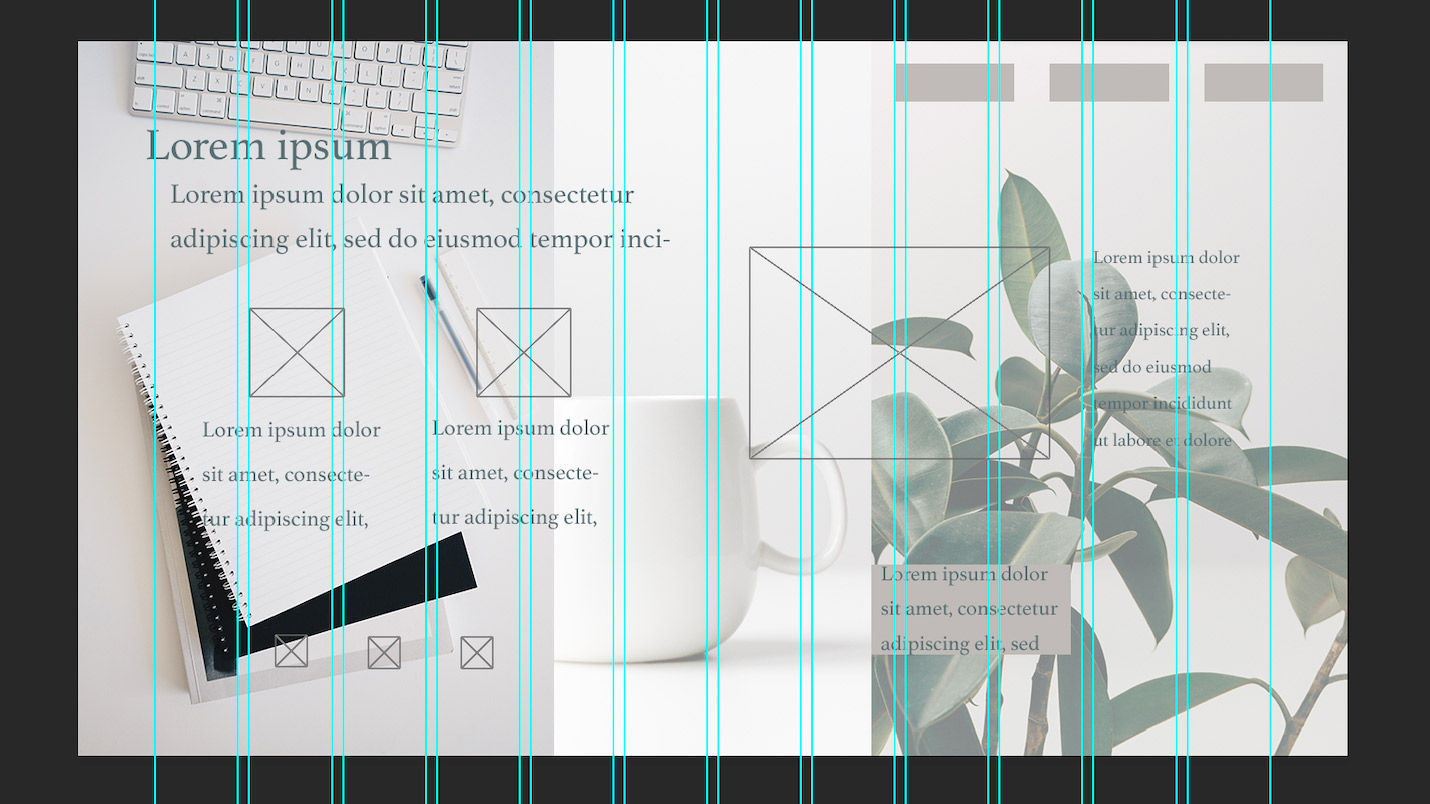 Lorem ipsum
Lorem ipsum dolor sit amet, consectetur
adipiscing elit, sed do eiusmod tempor inci-
Lorem ipsum dolor
sit amet, consecte-
tur adipiscing elit,
Lorem ipsum dolor
sit amet, consecte-
tur adipiscing elit,
Lorem ipsum dolor
sit amet, consecte-
tur adipiscing elit,
sed do eiusmod
tempor incididunt
ut labore et dolore
Lorem ipsum dolor
sit amet, consectetur
adipiscing elit, sed